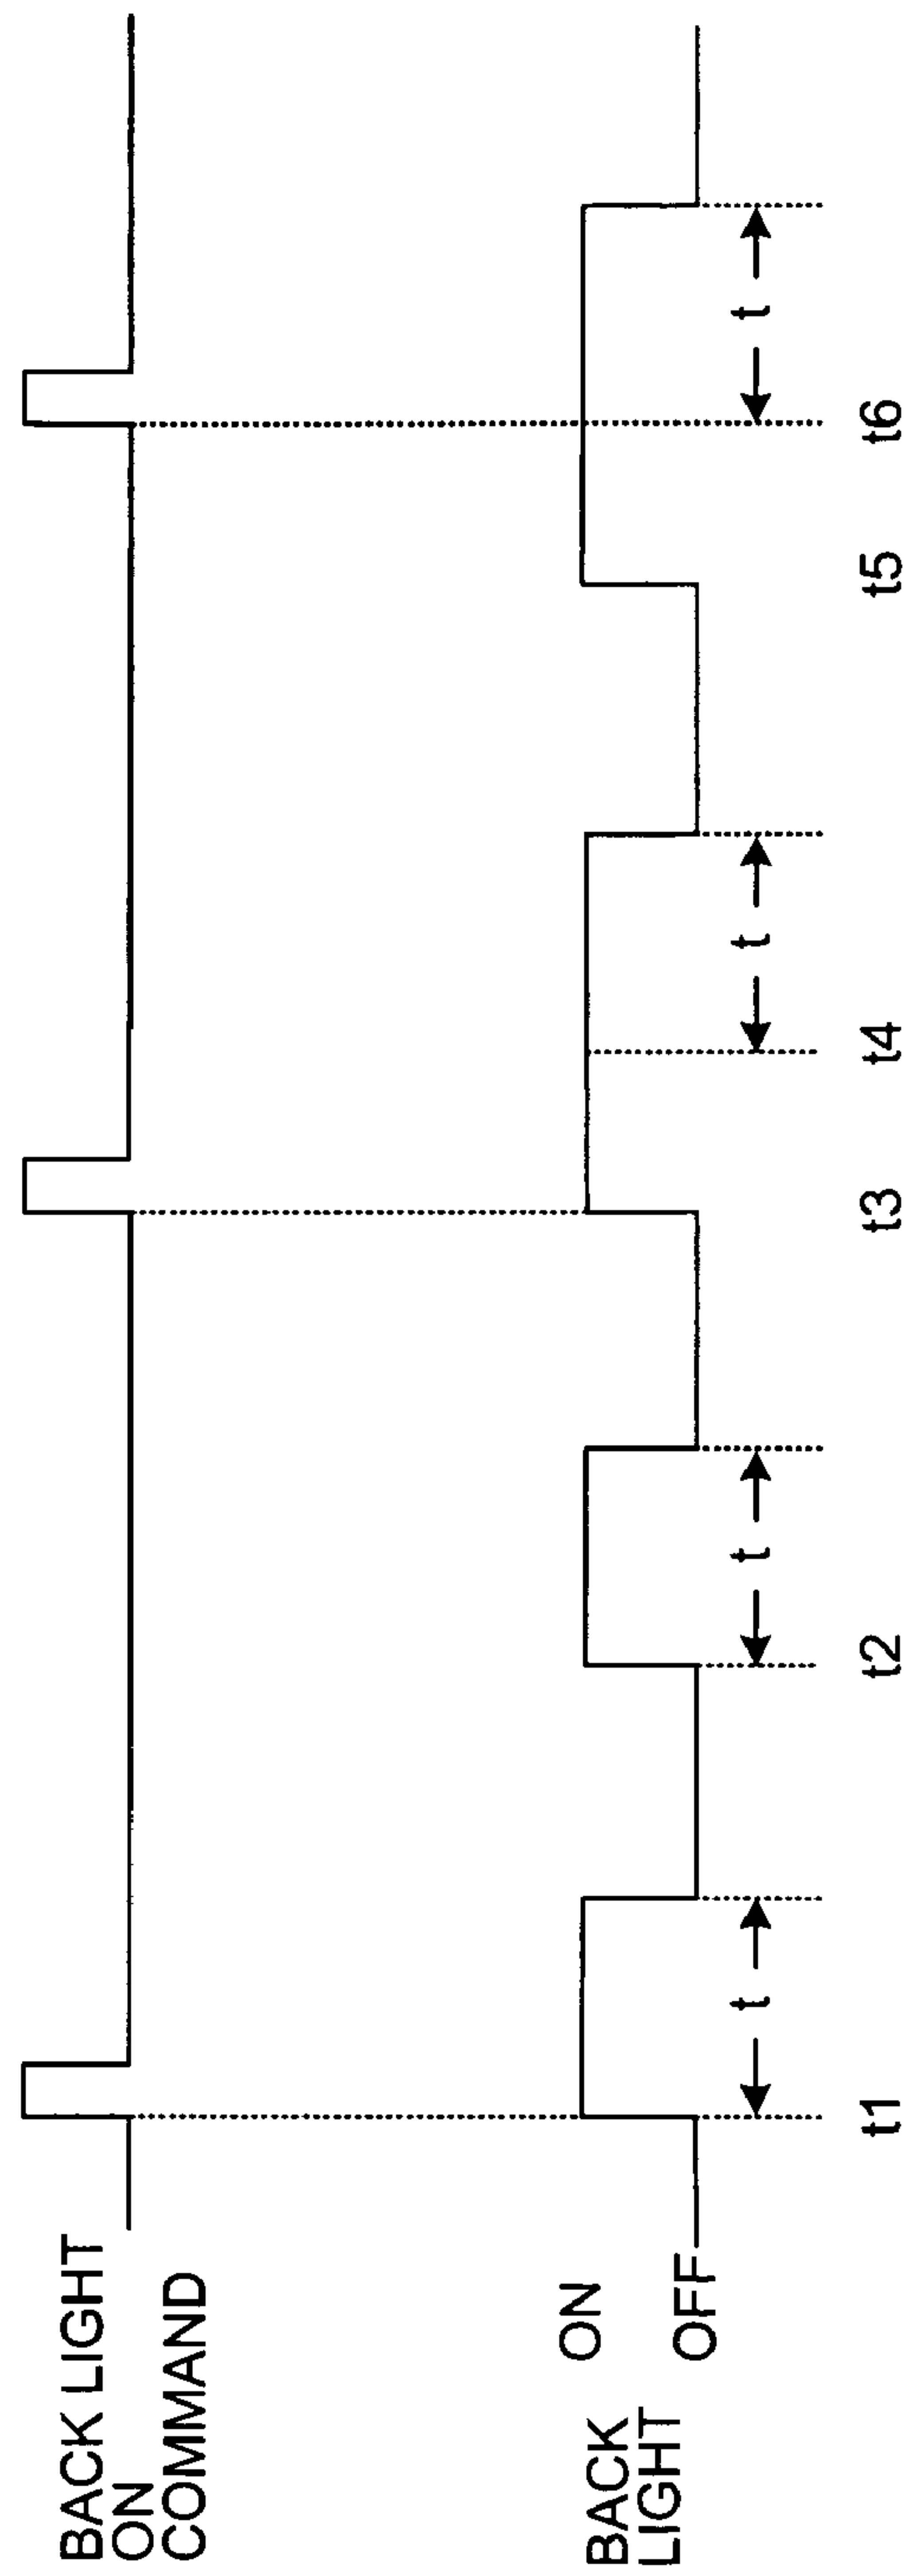 BACK LIGHT
ON
COMMAND
BACK
LIGHT
ON
OFF
t
t
t
t
t1
t2
t3
t4
t5
t6